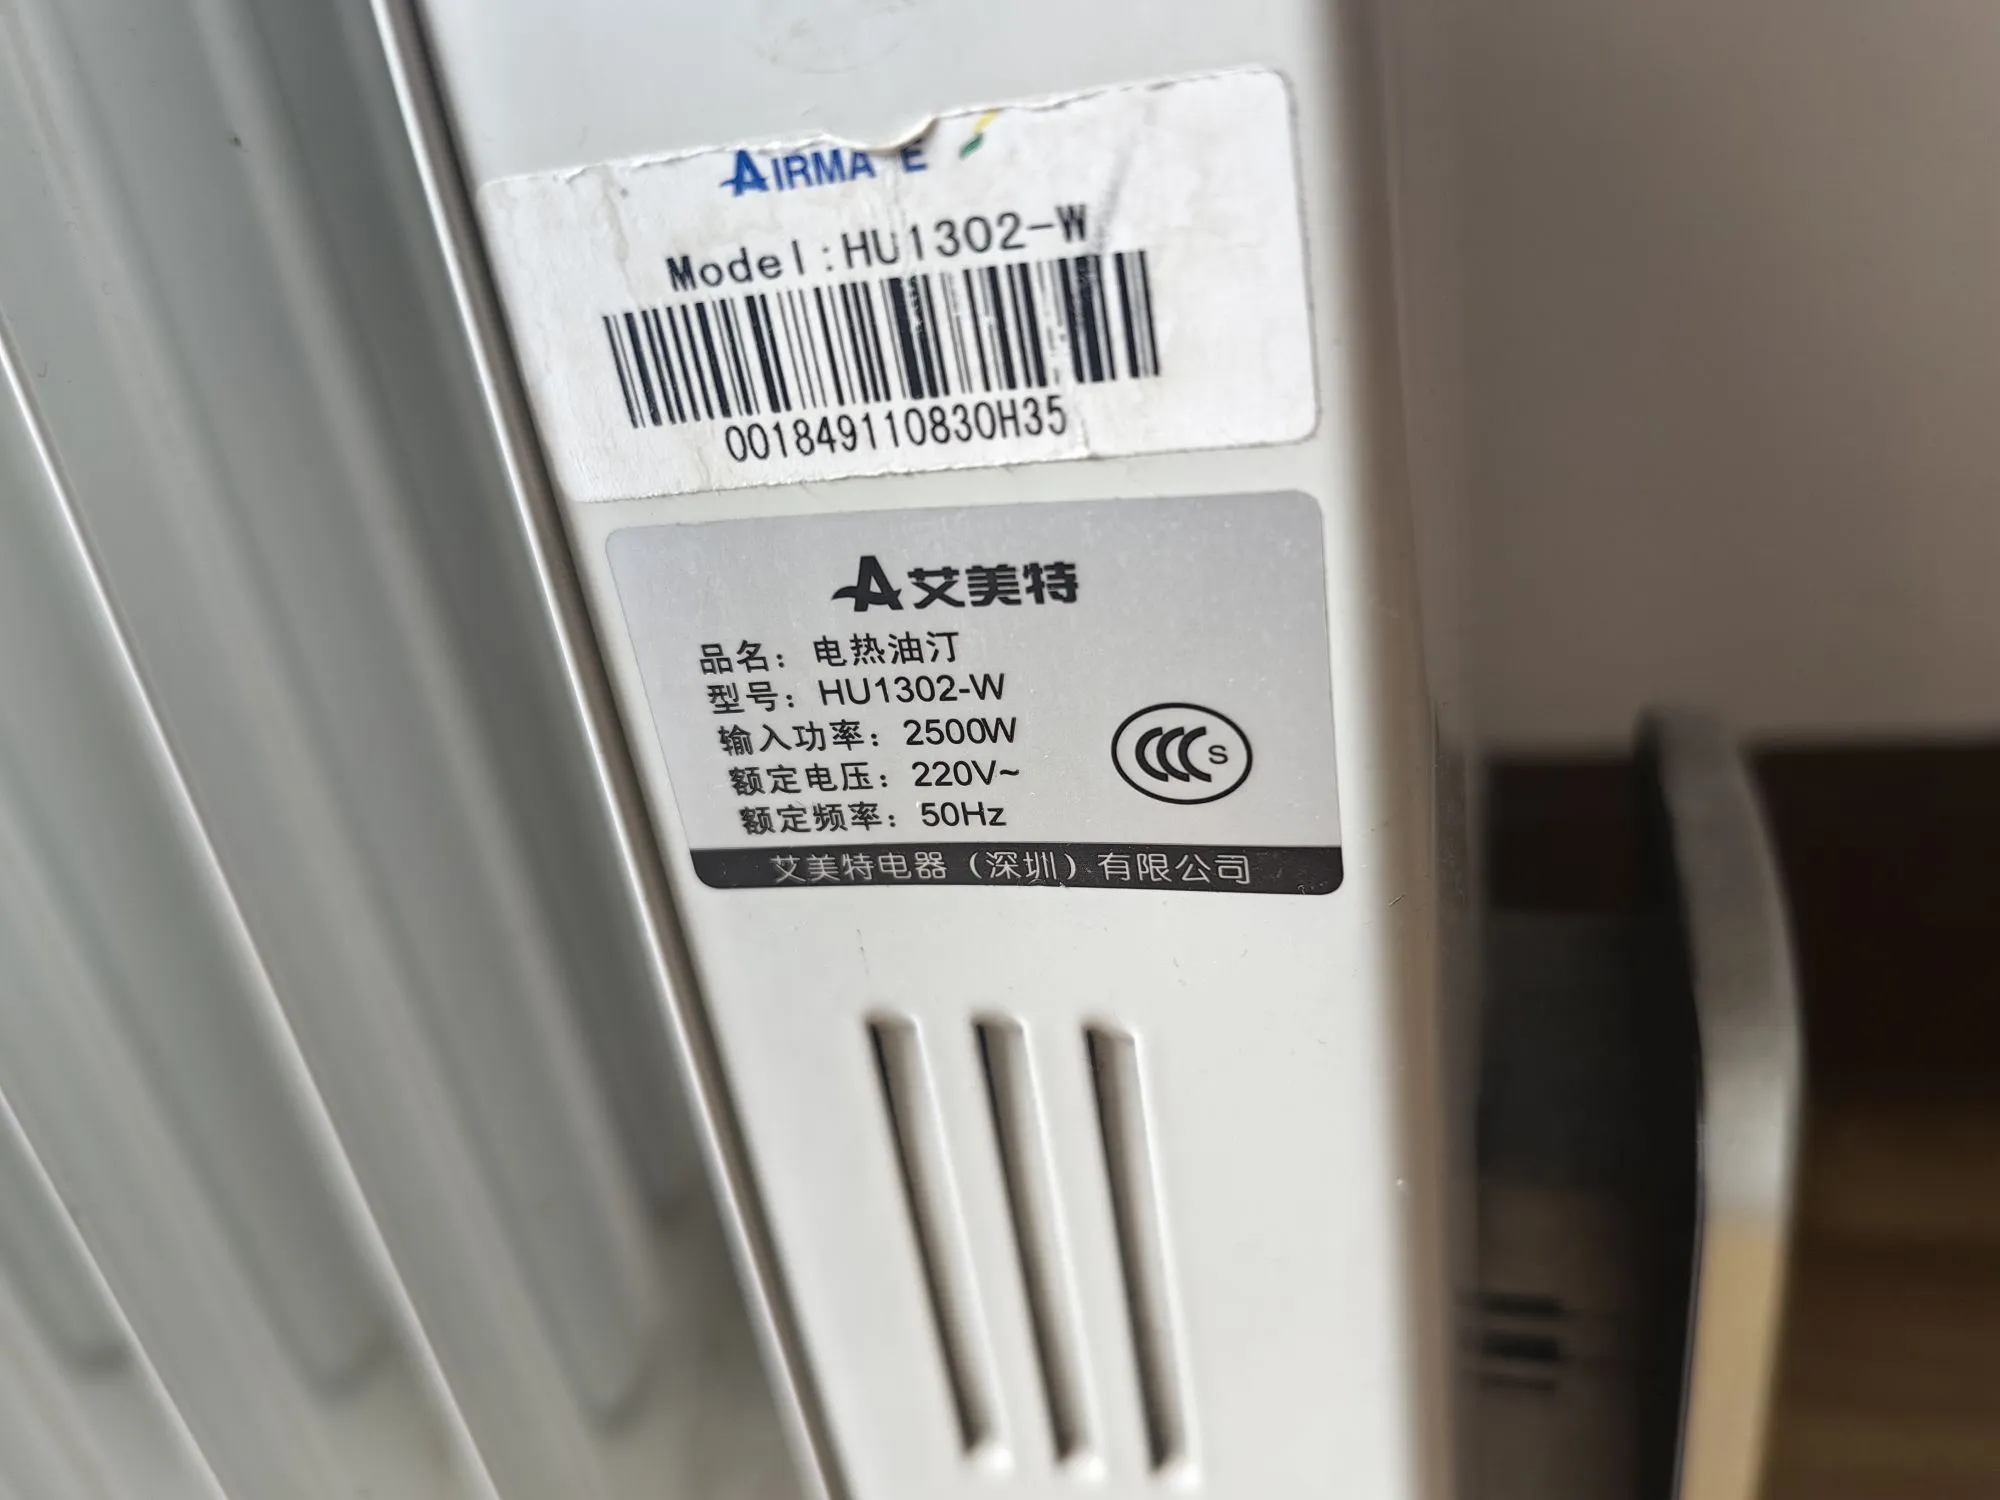 AIRMA E
Model:HU1302-W
001849110830H35
艾美特
品名：电热油汀
型号：HU1302-W
输入功率：2500W
额定电压：220V~
额定频率：50Hz
CCC S
艾美特电器（深圳）有限公司